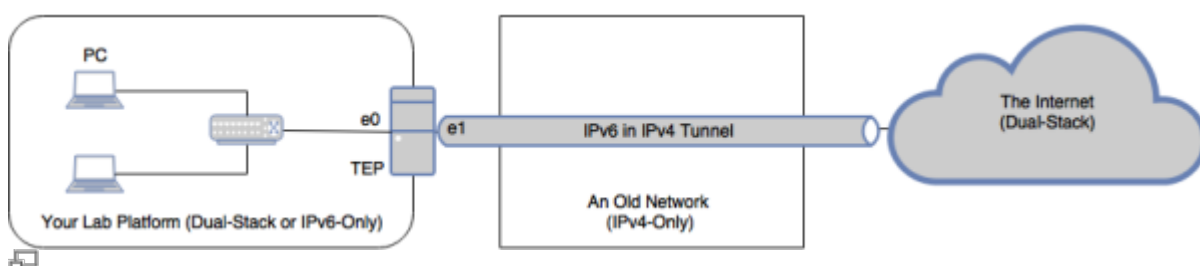 PC
e0
TEP
Your Lab Platform (Dual-Stack or IPv6-Only)
e1
IPv6 in IPv4 Tunnel
An Old Network
(IPv4-Only)
The Internet
(Dual-Stack)